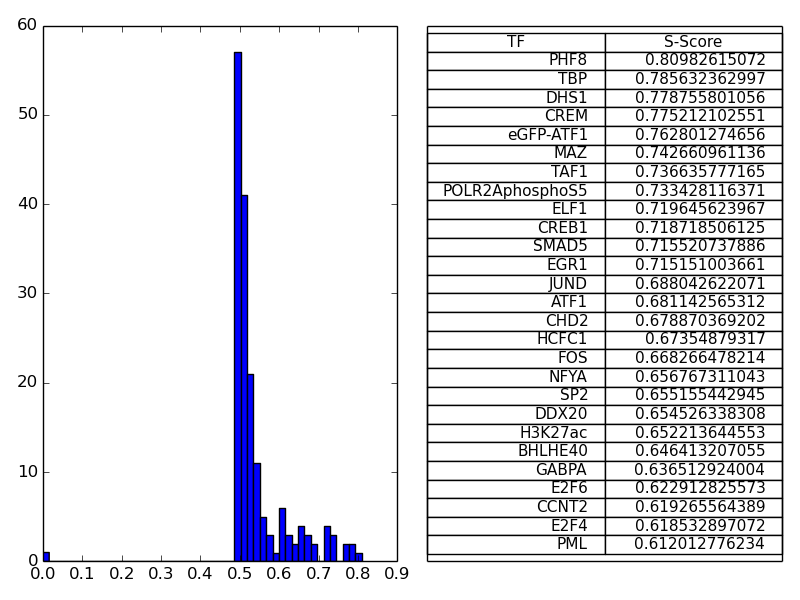 60
50
40
30
20
10
0
0.0 0.1 0.2 0.3 0.4 0.5 0.6 0.7 0.8 0.9
TF S-Score
PHF8 0.80982615072
TBP 0.785632362997
DHS1 0.778755801056
CREM 0.775212102551
eGFP-ATF1 0.762801274656
MAZ 0.742660961136
TAF1 0.736635777165
POLR2AphosphoS5 0.733428116371
ELF1 0.719645623967
CREB1 0.718718506125
SMAD5 0.715520737886
EGR1 0.715151003661
JUND 0.688042622071
ATF1 0.681142565312
CHD2 0.678870369202
HCFC1 0.67354879317
FOS 0.668266478214
NFYA 0.656767311043
SP2 0.655155442945
DDX20 0.654526338308
H3K27ac 0.652213644553
BHLHE40 0.646413207055
GABPA 0.636512924004
E2F6 0.622912825573
CCNT2 0.619265564389
E2F4 0.618532897072
PML 0.612012776234